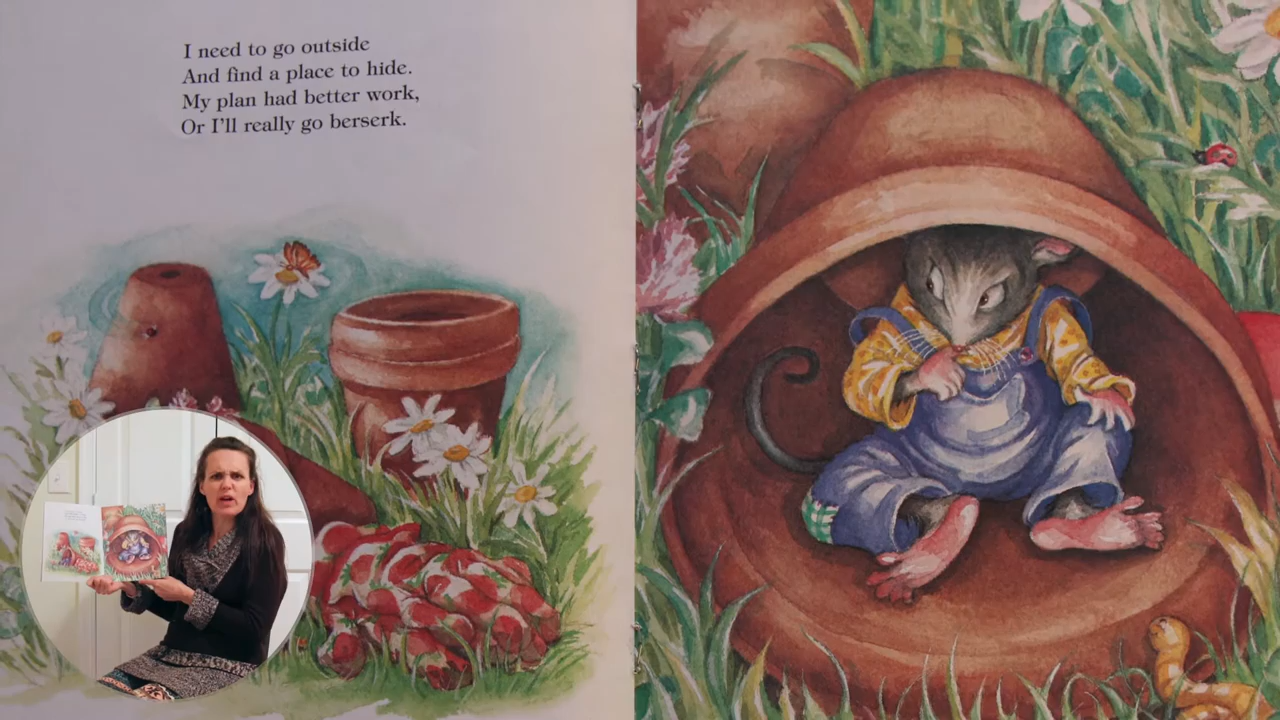 I need to go outside
And find a place to hide.
My plan had better work,
Or I'll really go berserk.